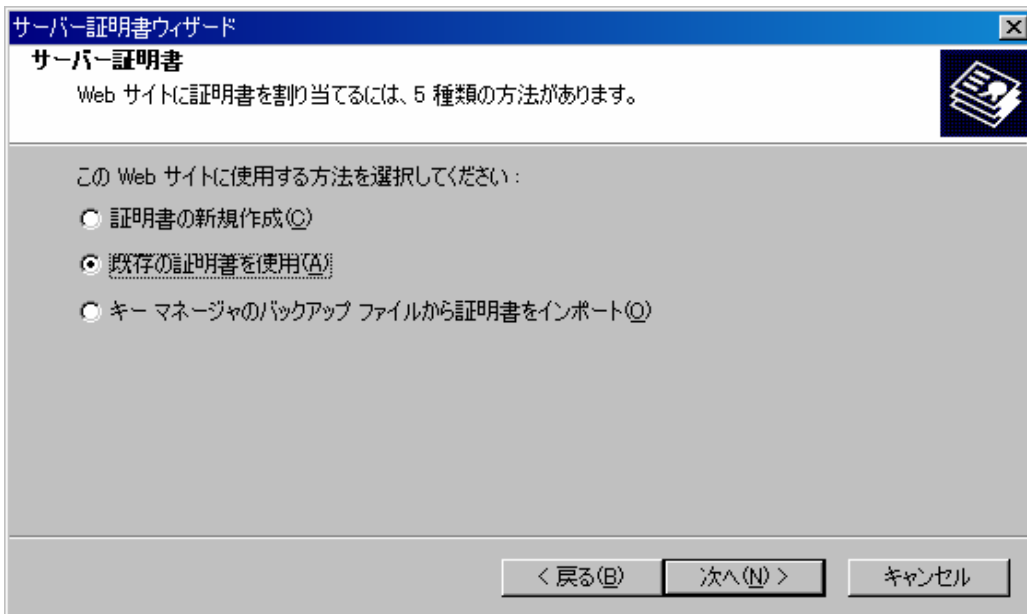 サーバー証明書ウィザード
サーバー証明書
Web サイトに証明書を割り当てるには、5 種類の方法があります。
この Web サイトに使用する方法を選択してください:
証明書の新規作成(C)
既存の証明書を使用(A)
キー マネージャのバックアップ ファイルから証明書をインポート(O)
< 戻る(B) 次へ(N) > キャンセル